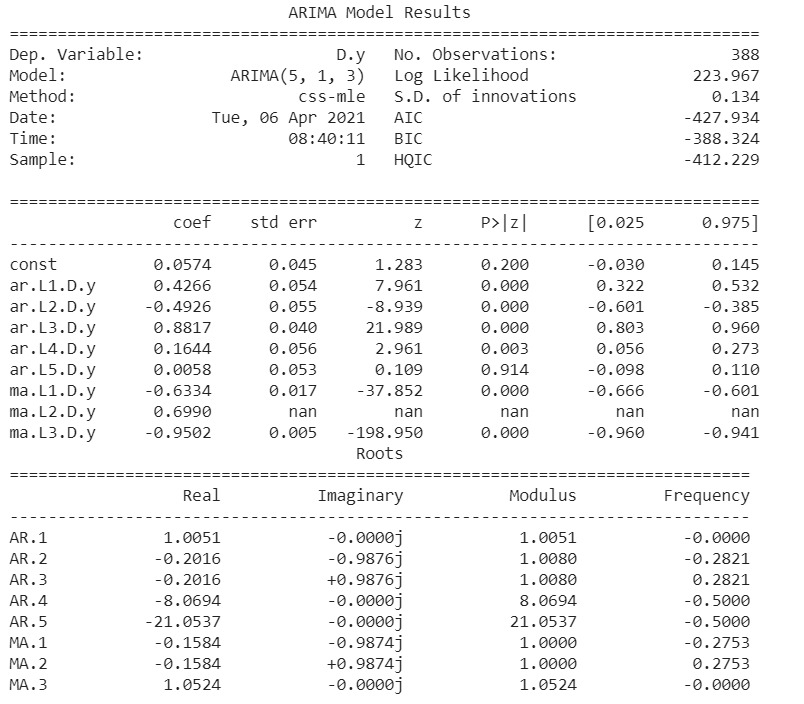 ARIMA Model Results
==============================================================================
Dep. Variable: D.y No. Observations: 388
Model: ARIMA(5, 1, 3) Log Likelihood 223.967
Method: css-mle S.D. of innovations 0.134
Date: Tue, 06 Apr 2021 AIC -427.934
Time: 08:40:11 BIC -388.324
Sample: 1 HQIC -412.229
==============================================================================
coef std err z P>|z| [0.025 0.975]
------------------------------------------------------------------------------
const 0.0574 0.045 1.283 0.200 -0.030 0.145
ar.L1.D.y 0.4266 0.054 7.961 0.000 0.322 0.532
ar.L2.D.y -0.4926 0.055 -8.939 0.000 -0.601 -0.385
ar.L3.D.y 0.8817 0.040 21.989 0.000 0.803 0.960
ar.L4.D.y 0.1644 0.056 2.961 0.003 0.056 0.273
ar.L5.D.y 0.0058 0.053 0.109 0.914 -0.098 0.110
ma.L1.D.y -0.6334 0.017 -37.852 0.000 -0.666 -0.601
ma.L2.D.y 0.6990 nan nan nan nan nan
ma.L3.D.y -0.9502 0.005 -198.950 0.000 -0.960 -0.941
Roots
=============================================================================
Real Imaginary Modulus Frequency
-----------------------------------------------------------------------------
AR.1 1.0051 -0.0000j 1.0051 -0.0000
AR.2 -0.2016 -0.9876j 1.0080 -0.2821
AR.3 -0.2016 +0.9876j 1.0080 0.2821
AR.4 -8.0694 -0.0000j 8.0694 -0.5000
AR.5 -21.0537 -0.0000j 21.0537 -0.5000
MA.1 -0.1584 -0.9874j 1.0000 -0.2753
MA.2 -0.1584 +0.9874j 1.0000 0.2753
MA.3 1.0524 -0.0000j 1.0524 -0.0000